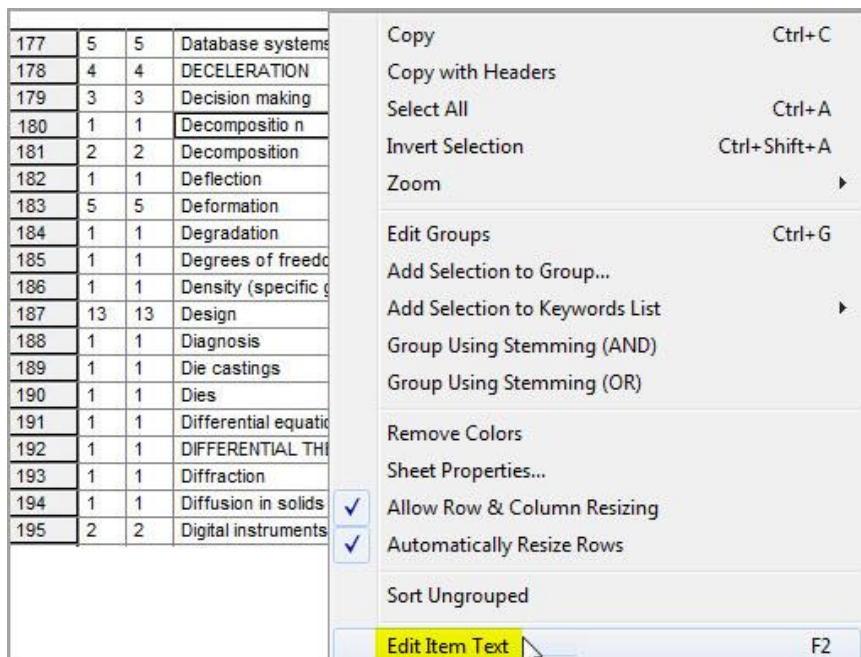 177 5 5 Database systems
178 4 4 DECELERATION
179 3 3 Decision making
180 1 1 Decompositio n
181 2 2 Decomposition
182 1 1 Deflection
183 5 5 Deformation
184 1 1 Degradation
185 1 1 Degrees of freedo
186 1 1 Density (specific g
187 13 13 Design
188 1 1 Diagnosis
189 1 1 Die castings
190 1 1 Dies
191 1 1 Differential equatio
192 1 1 DIFFERENTIAL THE
193 1 1 Diffraction
194 1 1 Diffusion in solids
195 2 2 Digital instruments
Copy Ctrl+C
Copy with Headers
Select All Ctrl+A
Invert Selection Ctrl+Shift+A
Zoom
Edit Groups Ctrl+G
Add Selection to Group...
Add Selection to Keywords List
Group Using Stemming (AND)
Group Using Stemming (OR)
Remove Colors
Sheet Properties...
Allow Row & Column Resizing
Automatically Resize Rows
Sort Ungrouped
Edit Item Text F2